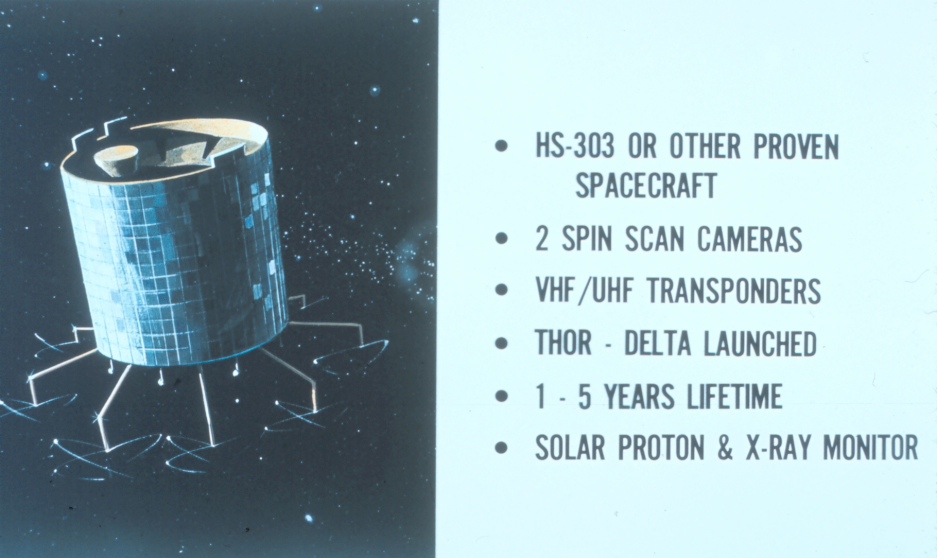 • HS-303 OR OTHER PROVEN
SPACECRAFT
• 2 SPIN SCAN CAMERAS
• VHF/UHF TRANSPONDERS
• THOR - DELTA LAUNCHED
• 1 - 5 YEARS LIFETIME
• SOLAR PROTON & X-RAY MONITOR